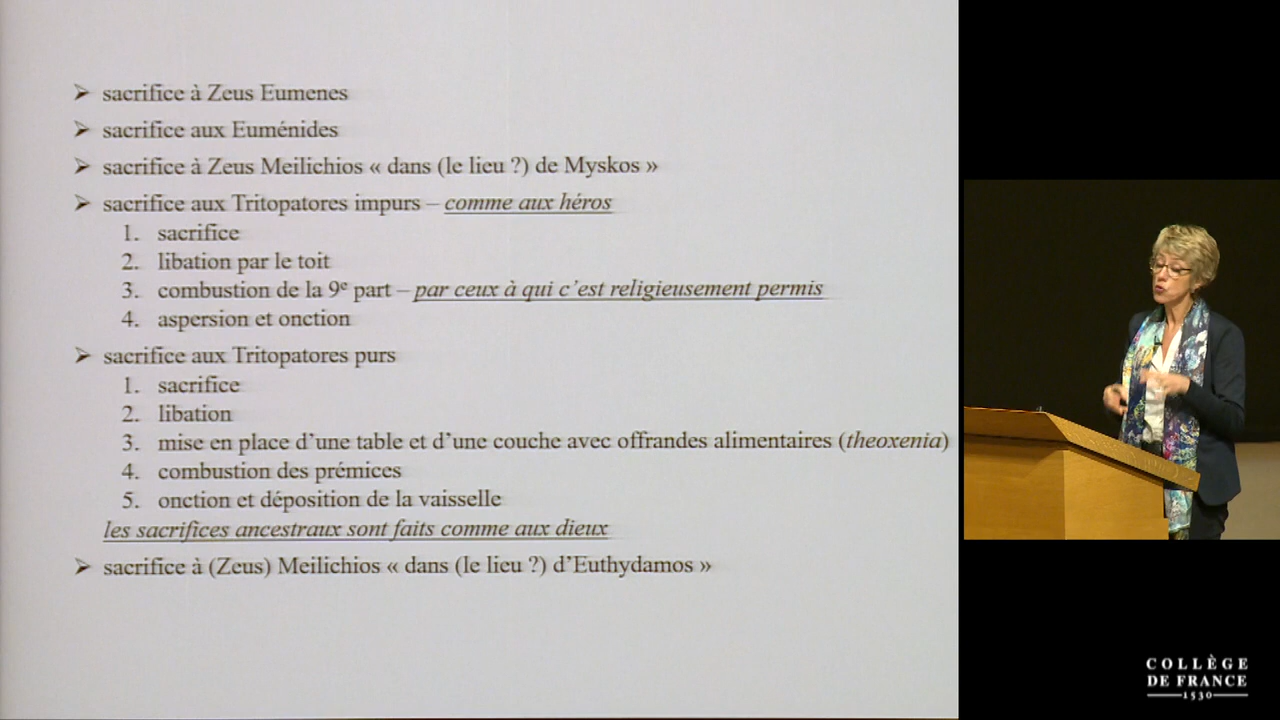 ➢ sacrifice à Zeus Eumenes
➢ sacrifice aux Euménides
➢ sacrifice à Zeus Meilichios « dans (le lieu ?) de Myskos »
➢ sacrifice aux Tritopatores impurs – comme aux héros
1. sacrifice
2. libation par le toit
3. combustion de la 9e part – par ceux à qui c’est religieusement permis
4. aspersion et onction
➢ sacrifice aux Tritopatores purs
1. sacrifice
2. libation
3. mise en place d’une table et d’une couche avec offrandes alimentaires (theoxenia)
4. combustion des prémices
5. onction et déposition de la vaisselle
les sacrifices ancestraux sont faits comme aux dieux
➢ sacrifice à (Zeus) Meilichios « dans (le lieu ?) d’Euthydamos »
COLLÈGE
DE FRANCE
1530